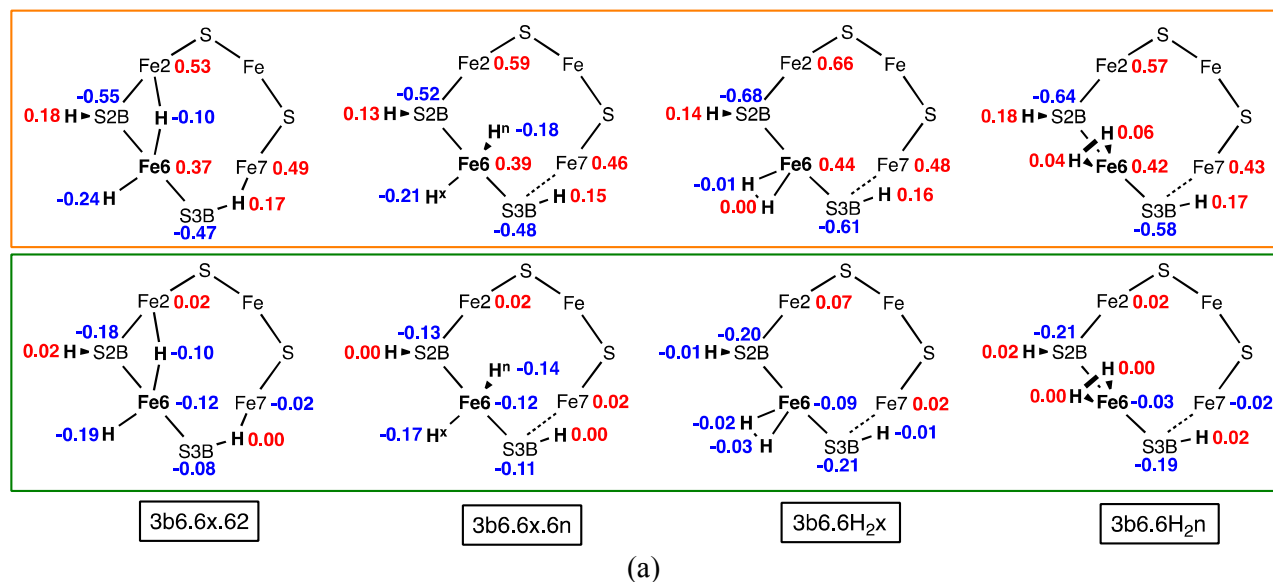 S
Fe2 0.53
Fe
-0.55
0.18 H
S2B
H -0.10
S
Fe6 0.37
Fe7 0.49
-0.24 H
H
0.17
S3B
-0.47
S
Fe2 0.59
Fe
-0.52
0.13 H
S2B
Hⁿ -0.18
S
Fe6 0.39
Fe7 0.46
-0.21 Hˣ
H 0.15
S3B
-0.48
S
Fe2 0.66
Fe
-0.68
0.14 H
S2B
S
Fe6 0.44
Fe7 0.48
-0.01 H
0.00 H
H 0.16
S3B
-0.61
S
Fe2 0.57
Fe
-0.64
0.18 H
S2B
S
H 0.06
0.04 H
Fe6 0.42
Fe7 0.43
H 0.17
S3B
-0.58
S
Fe2 0.02
Fe
-0.18
0.02 H
S2B
H -0.10
S
Fe6 -0.12
Fe7 -0.02
-0.19 H
H 0.00
S3B
-0.08
S
Fe2 0.02
Fe
-0.13
0.00 H
S2B
Hⁿ -0.14
S
Fe6 -0.12
Fe7 0.02
-0.17 Hˣ
H 0.00
S3B
-0.11
S
Fe2 0.07
Fe
-0.20
-0.01 H
S2B
S
Fe6 -0.09
Fe7 0.02
-0.02 H
-0.03 H
H -0.01
S3B
-0.21
S
Fe2 0.02
Fe
-0.21
0.02 H
S2B
S
H 0.00
0.00 H
Fe6 -0.03
Fe7 -0.02
H 0.02
S3B
-0.19
3b6.6x.62
3b6.6x.6n
3b6.6H₂x
3b6.6H₂n
(a)